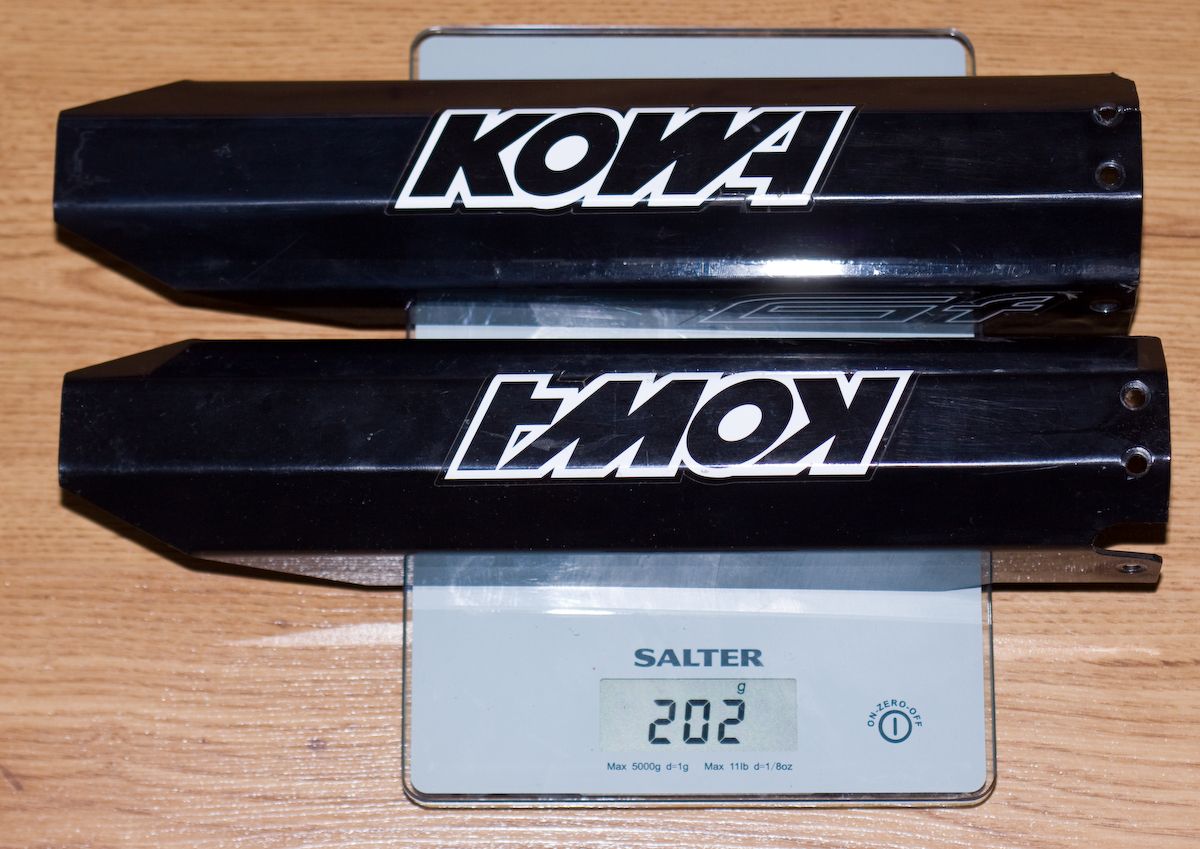 KOWA
KOWA
SALTER
g
202
ON-ZERO-OFF
Max 5000g d=1g Max 11lb d=1/8oz